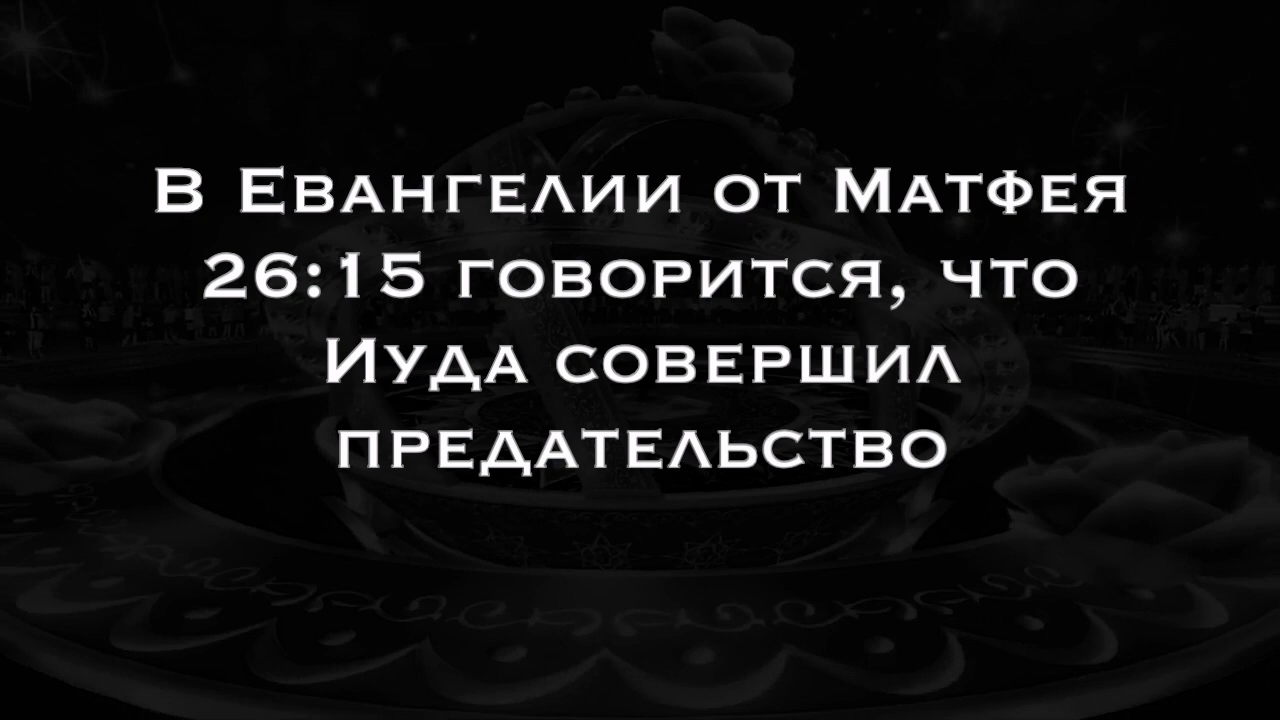 В Евангелии от Матфея
26:15 говорится, что
Иуда совершил
предательство